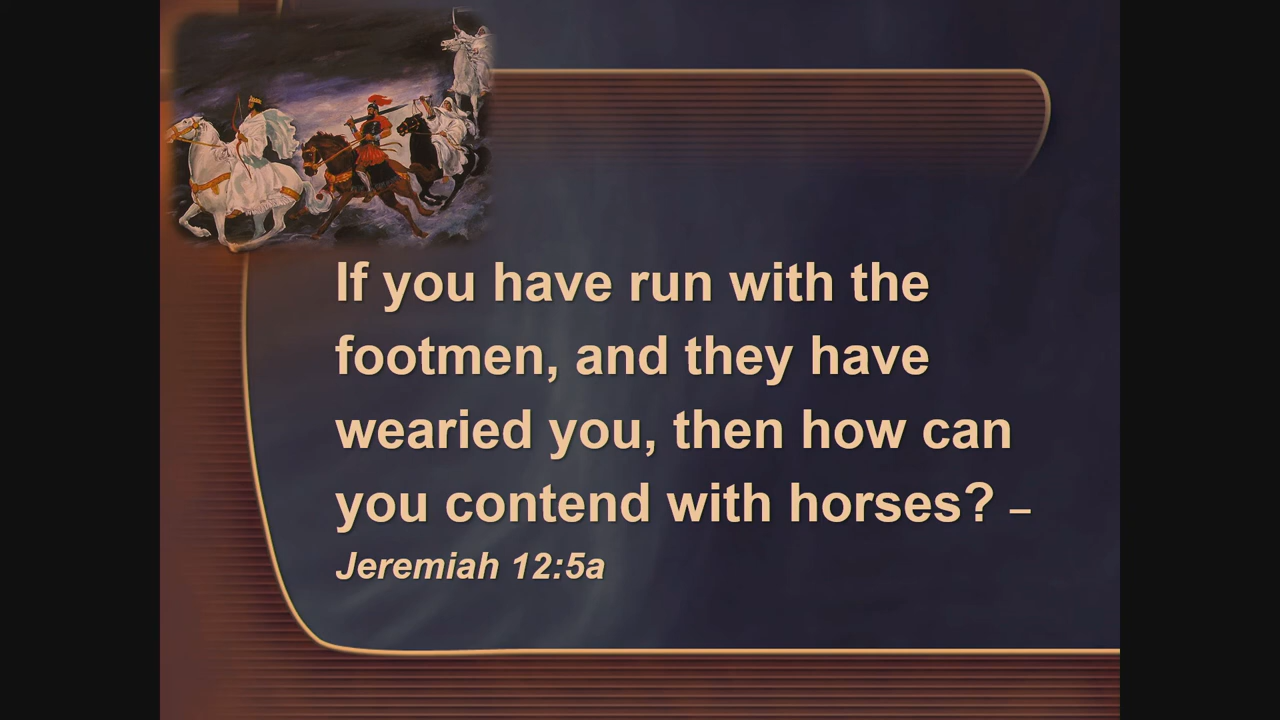 If you have run with the
footmen, and they have
wearied you, then how can
you contend with horses? –
Jeremiah 12:5a